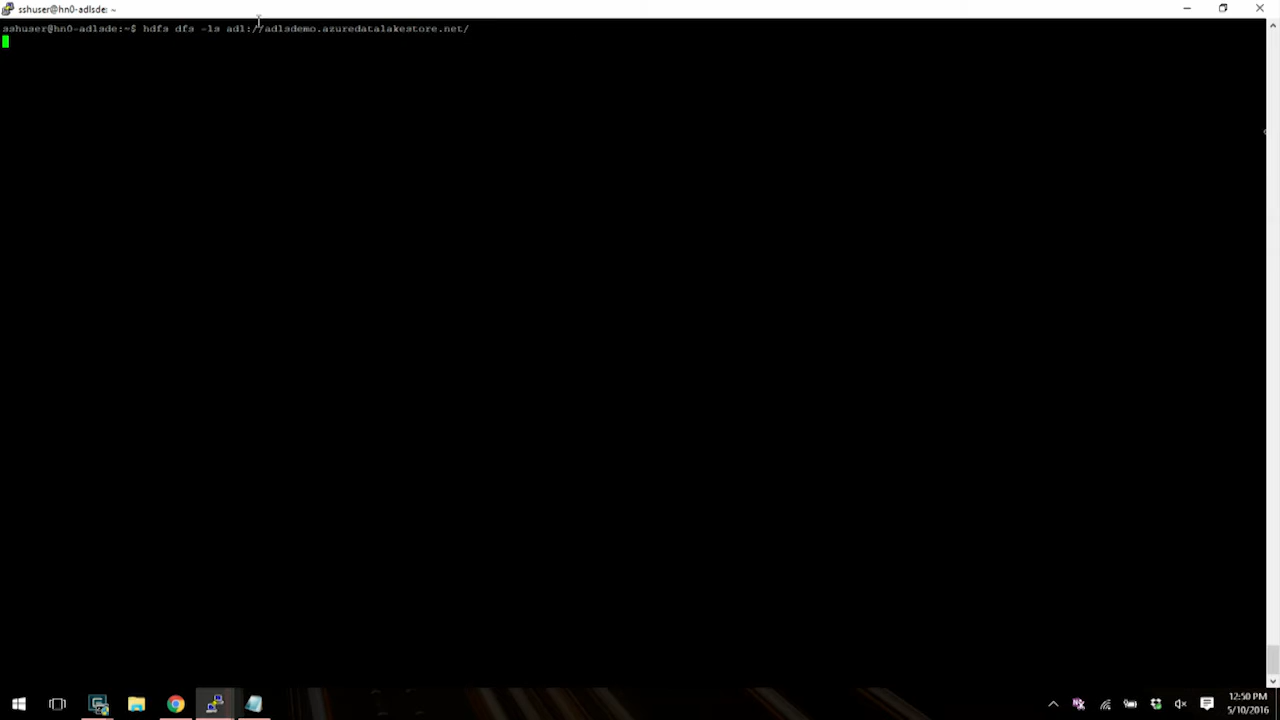 sshuser@hn0-adlsde: ~
sshuser@hn0-adlsde:~$ hdfs dfs -ls adl://adlsdemo.azuredatalakestore.net/
12:50 PM
5/10/2016